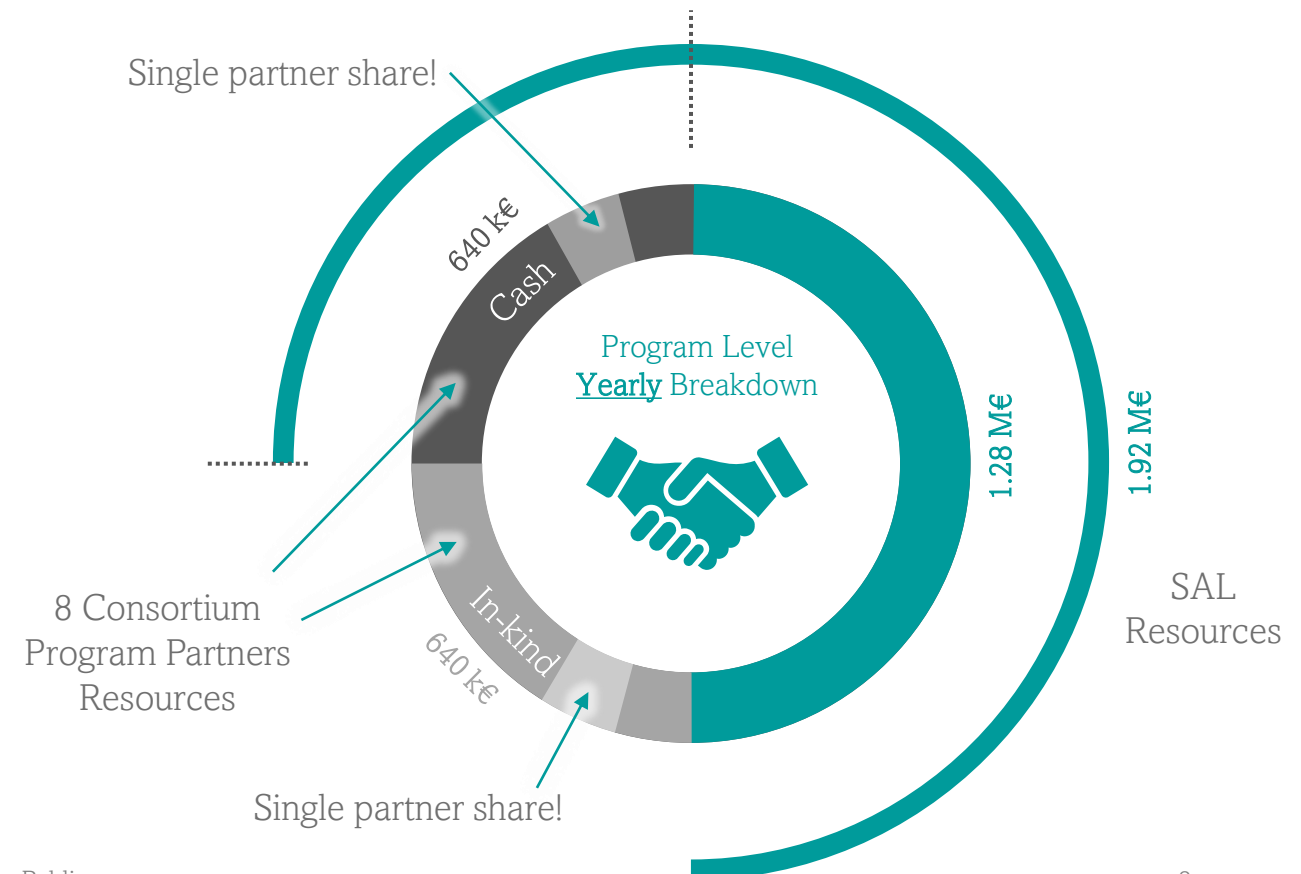 Single partner share!
640 k€
Cash
Program Level
Yearly Breakdown
1.28 M€
1.92 M€
8 Consortium
Program Partners
Resources
In-kind
640 k€
SAL
Resources
Single partner share!